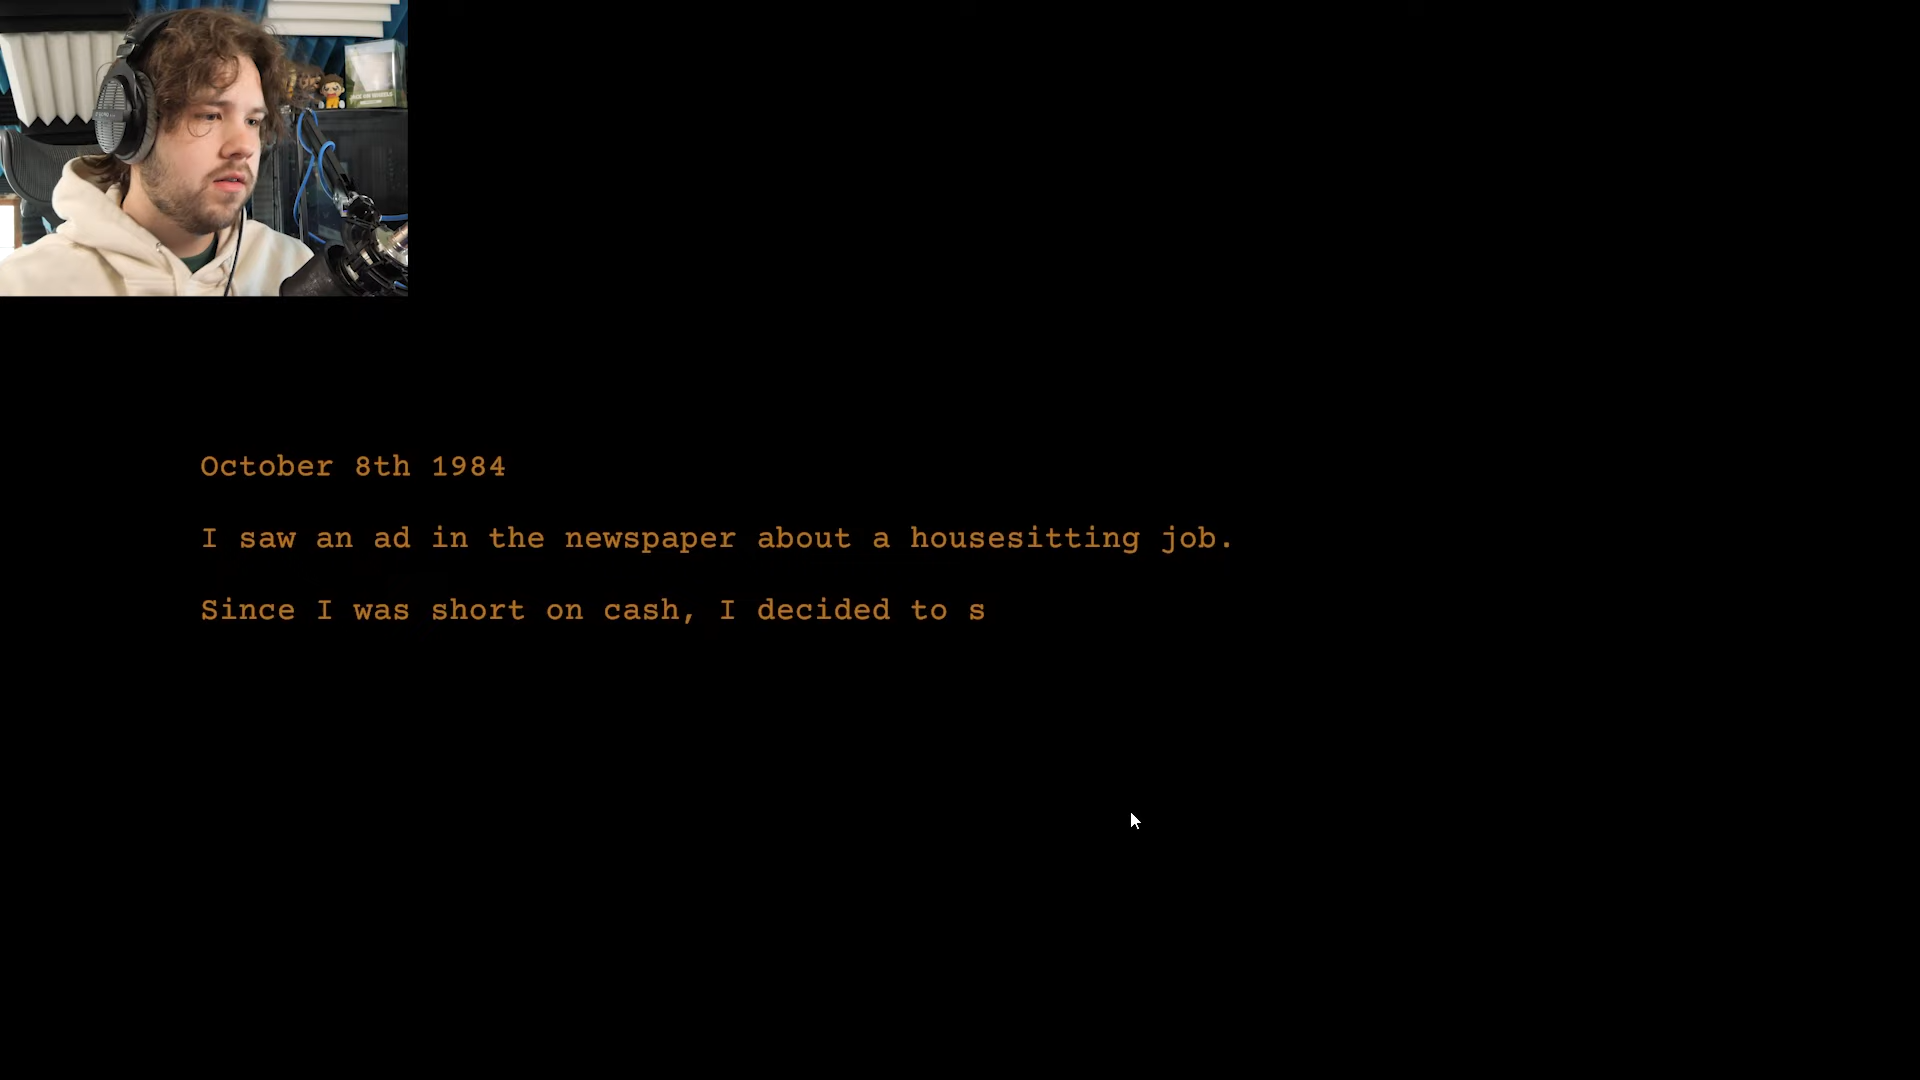 October 8th 1984
I saw an ad in the newspaper about a housesitting job.
Since I was short on cash, I decided to s